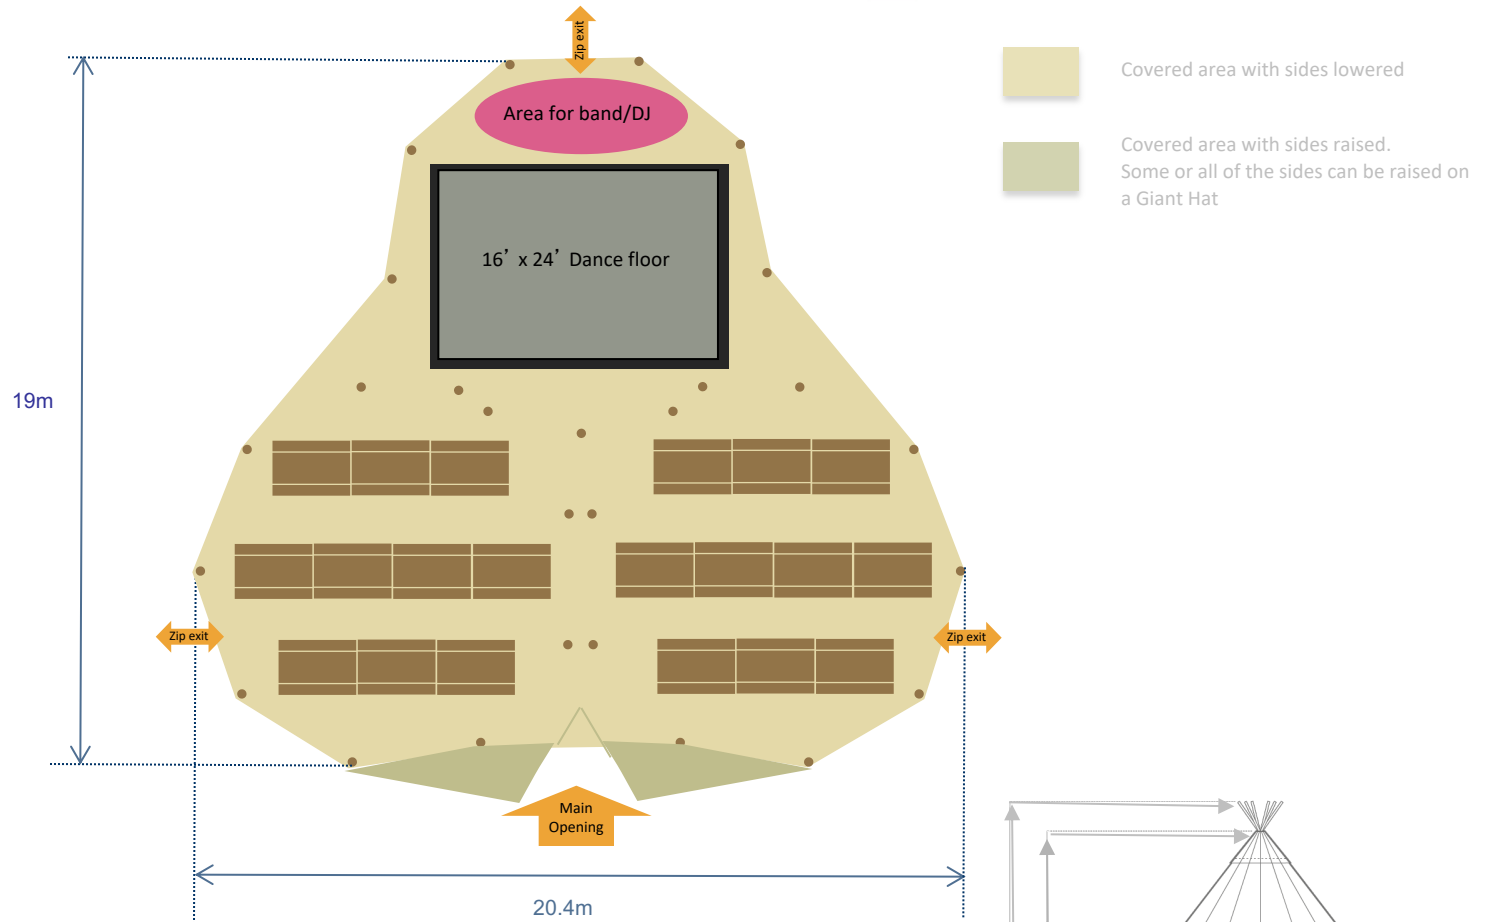 Zip exit
Area for band/DJ
16’ x 24’ Dance floor
19m
Zip exit
Zip exit
Main
Opening
20.4m
Covered area with sides lowered
Covered area with sides raised.
Some or all of the sides can be raised on
a Giant Hat